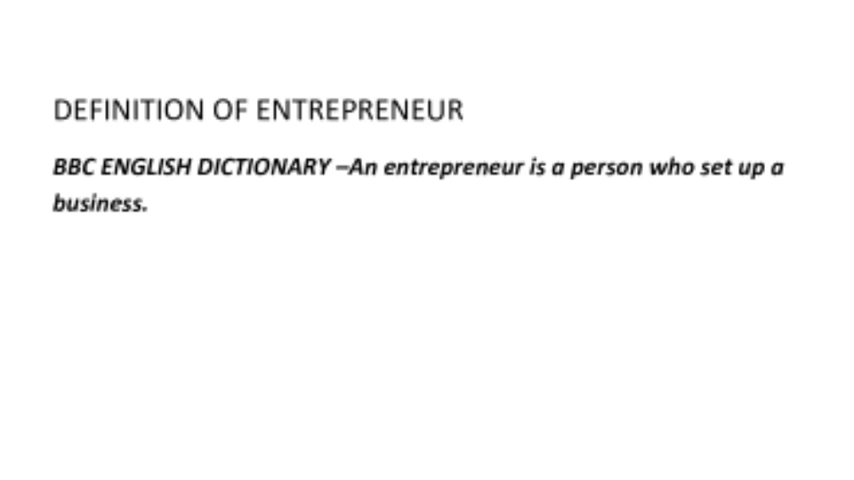 DEFINITION OF ENTREPRENEUR
BBC ENGLISH DICTIONARY –An entrepreneur is a person who set up a
business.